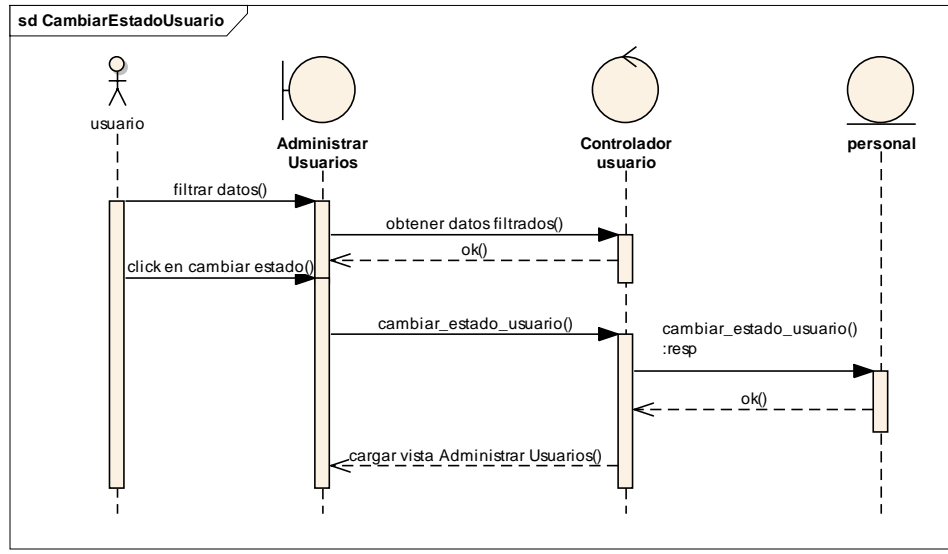 sd CambiarEstadoUsuario
usuario
Administrar
Usuarios
Controlador
usuario
personal
filtrar datos()
obtener datos filtrados()
ok()
click en cambiar estado()
cambiar_estado_usuario()
cambiar_estado_usuario()
:resp
ok()
cargar vista Administrar Usuarios()